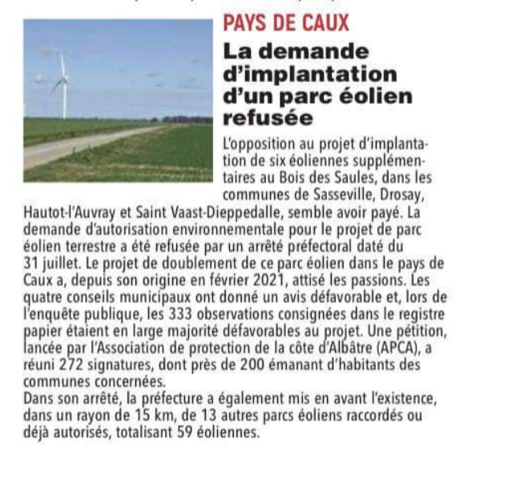 PAYS DE CAUX
La demande
d'implantation
d'un parc éolien
refusée
L'opposition au projet d'implanta-
tion de six éoliennes supplémen-
taires au Bois des Saules, dans les
communes de Sasseville, Drosay,
Hautot-l'Auvray et Saint Vaast-Dieppedalle, semble avoir payé. La
demande d'autorisation environnementale pour le projet de parc
éolien terrestre a été refusée par un arrêté préfectoral daté du
31 juillet. Le projet de doublement de ce parc éolien dans le pays de
Caux a, depuis son origine en février 2021, attisé les passions. Les
quatre conseils municipaux ont donné un avis défavorable et, lors de
l'enquête publique, les 333 observations consignées dans le registre
papier étaient en large majorité défavorables au projet. Une pétition,
lancée par l'Association de protection de la côte d'Albâtre (APCA), a
réuni 272 signatures, dont près de 200 émanant d'habitants des
communes concernées.
Dans son arrêté, la préfecture a également mis en avant l'existence,
dans un rayon de 15 km, de 13 autres parcs éoliens raccordés ou
déjà autorisés, totalisant 59 éoliennes.